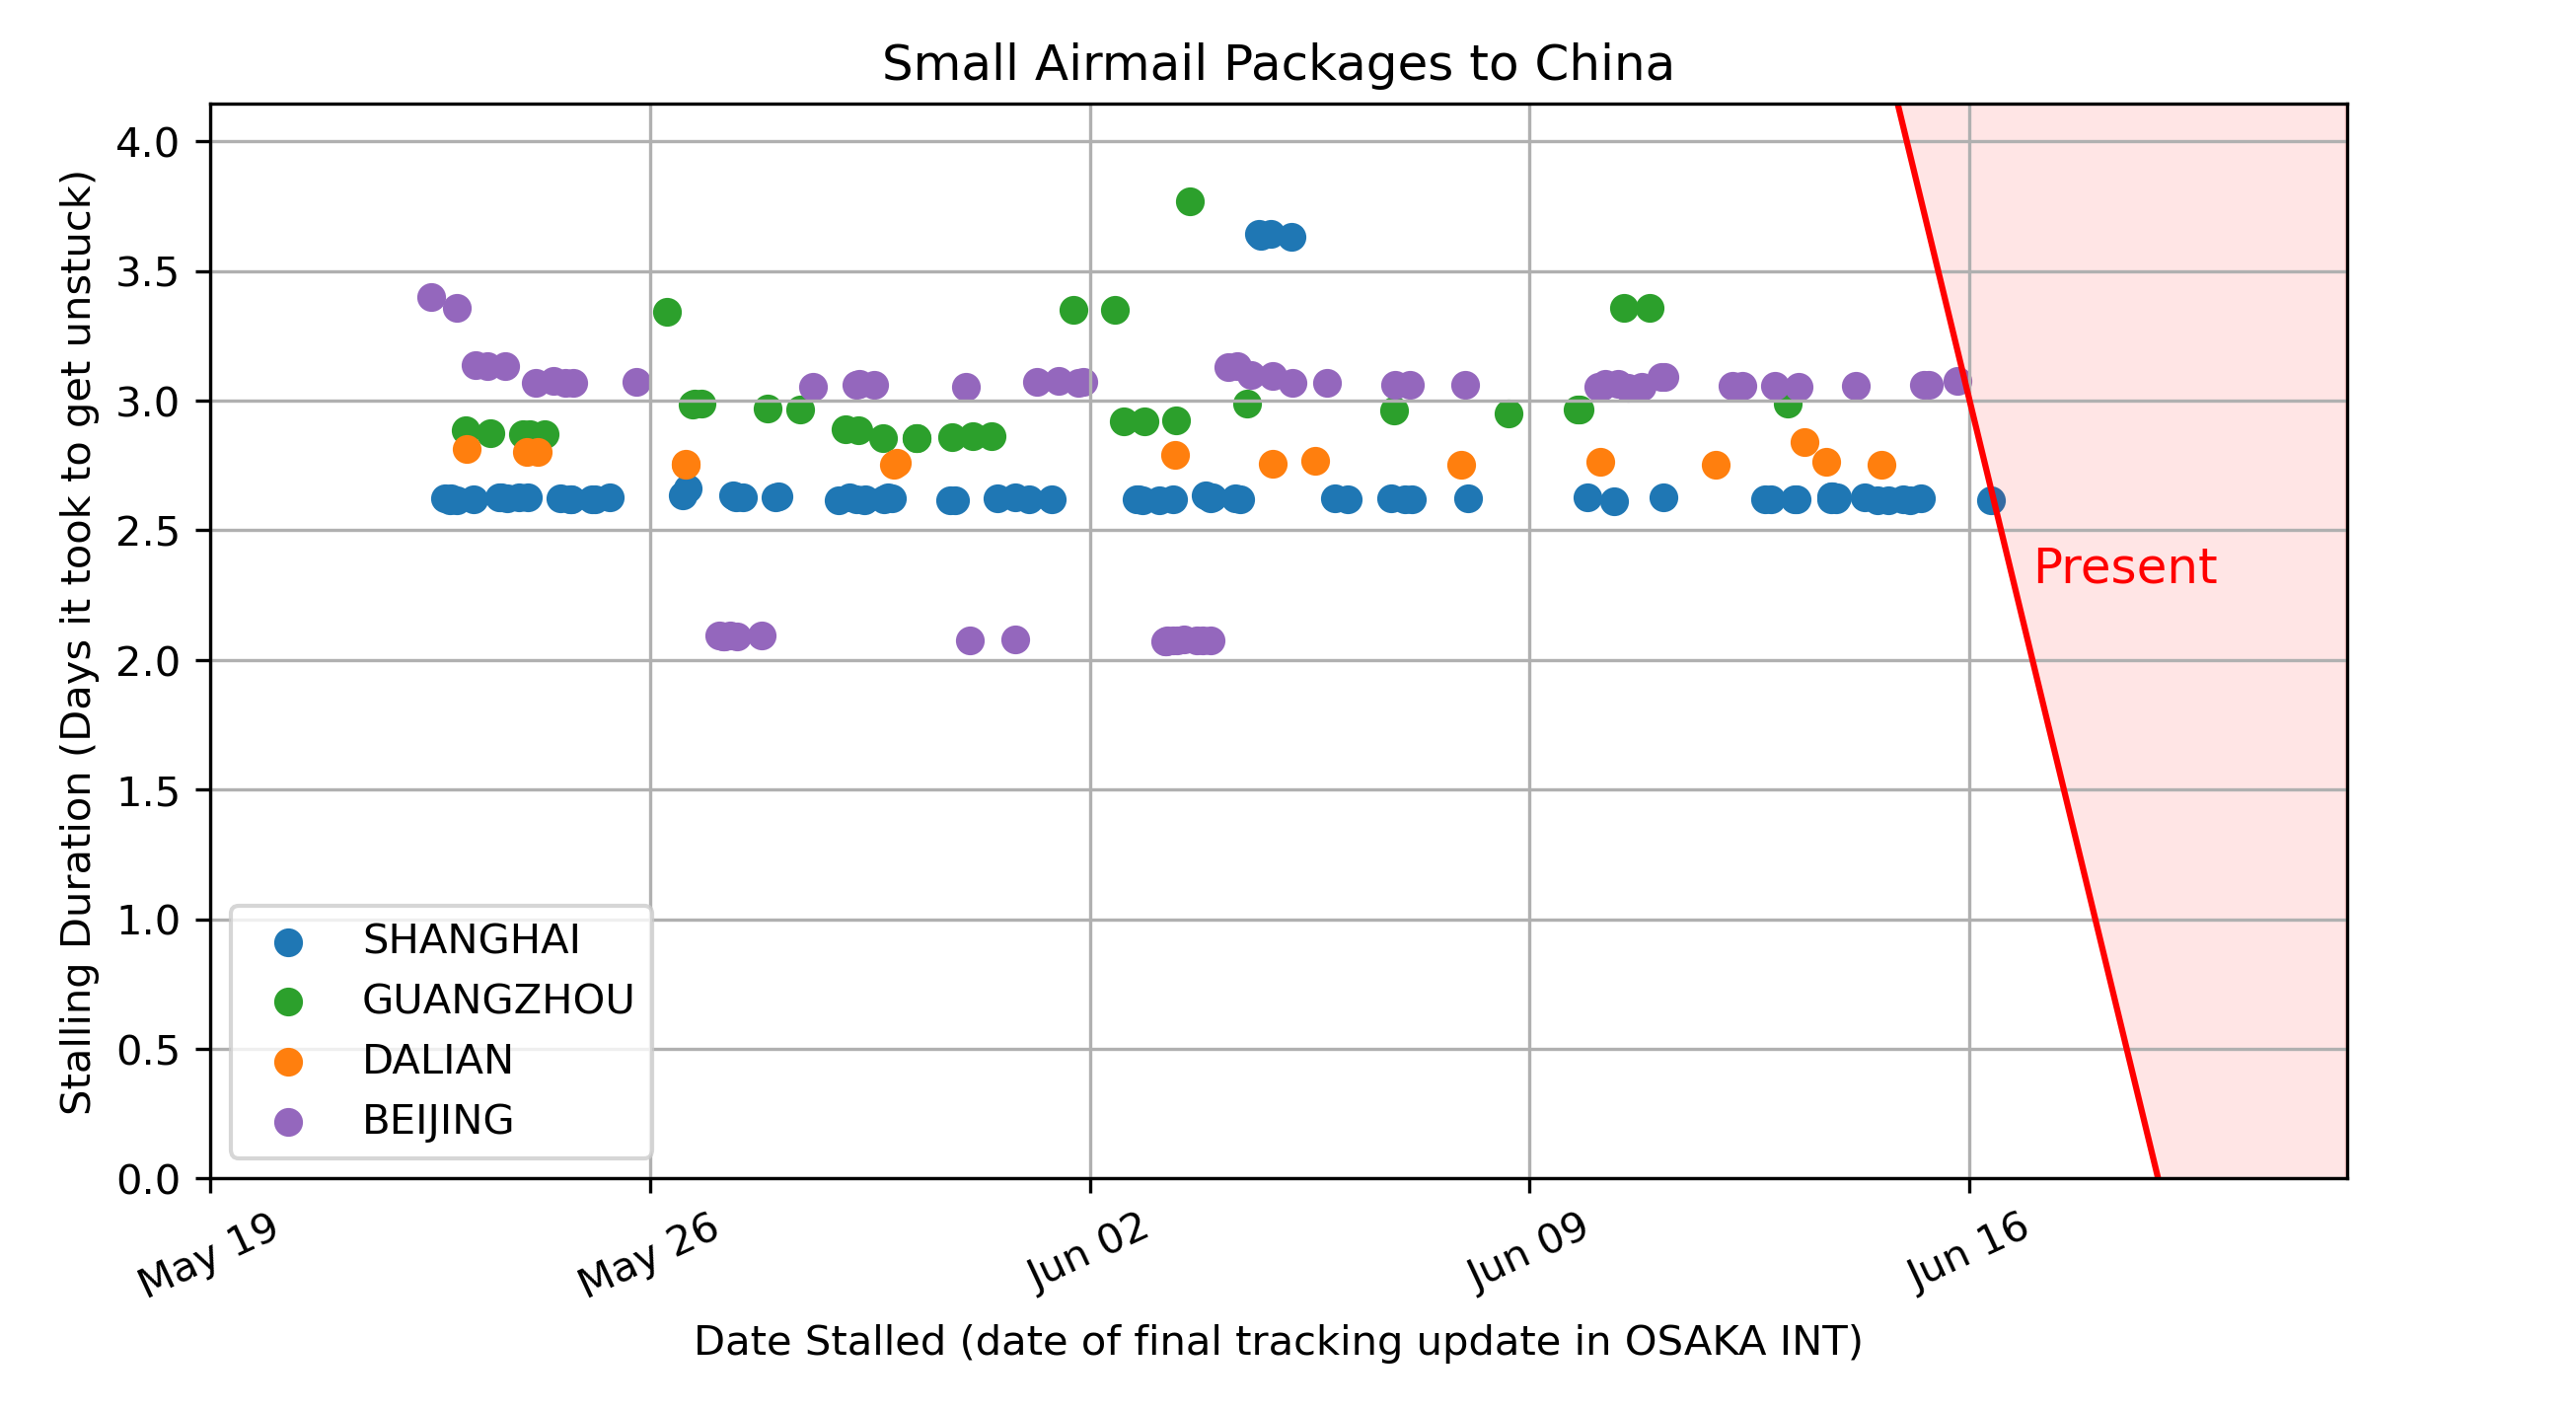 Small Airmail Packages to China
Stalling Duration (Days it took to get unstuck)
4.0
3.5
3.0
2.5
2.0
1.5
1.0
0.5
0.0
Present
SHANGHAI
GUANGZHOU
DALIAN
BEIJING
May 19
May 26
Jun 02
Jun 09
Jun 16
Date Stalled (date of final tracking update in OSAKA INT)